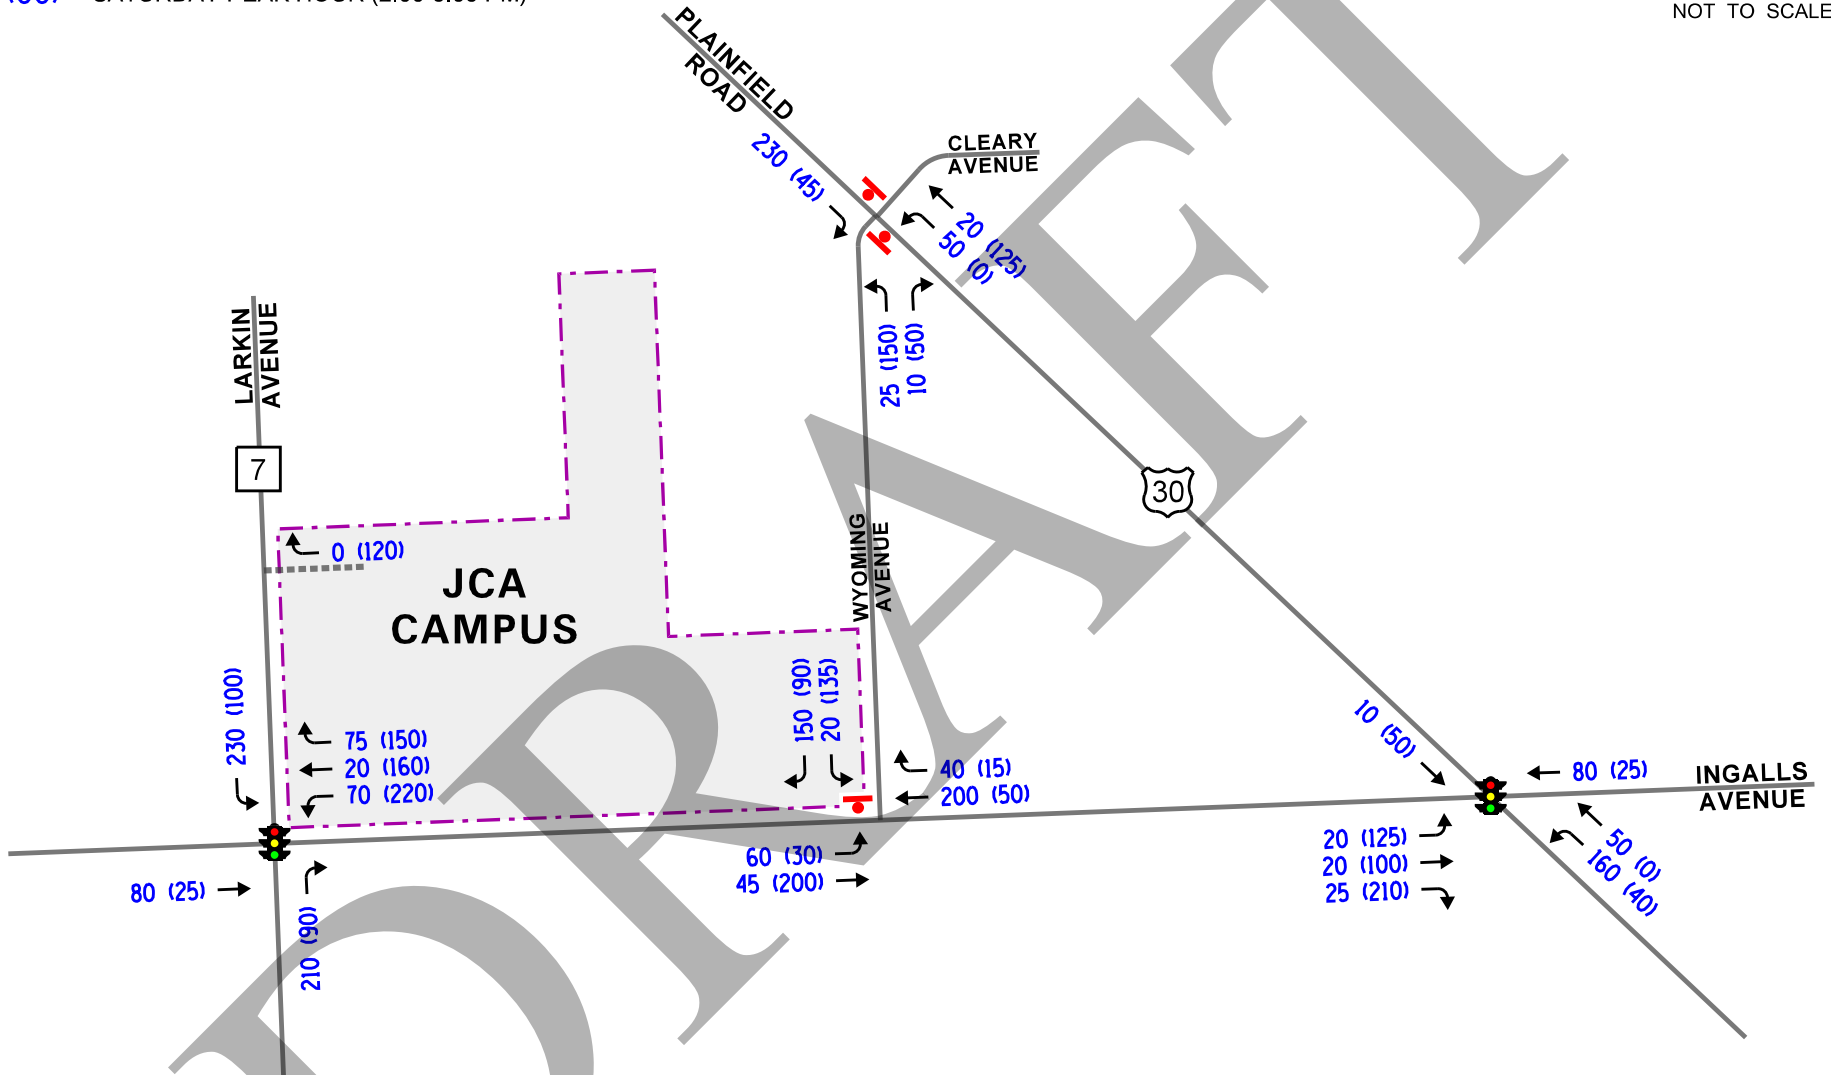 NOT TO SCALE
PLAINFIELD
ROAD
CLEARY
AVENUE
230 (45)
20 (125)
50 (0)
LARKIN
AVENUE
25 (150)
10 (50)
7
30
0 (120)
JCA
CAMPUS
WYOMING
AVENUE
230 (100)
150 (90)
20 (135)
75 (150)
20 (160)
70 (220)
40 (15)
200 (50)
10 (50)
80 (25)
INGALLS
AVENUE
60 (30)
45 (200)
20 (125)
20 (100)
25 (210)
50 (0)
160 (40)
80 (25)
210 (90)
DRAFT